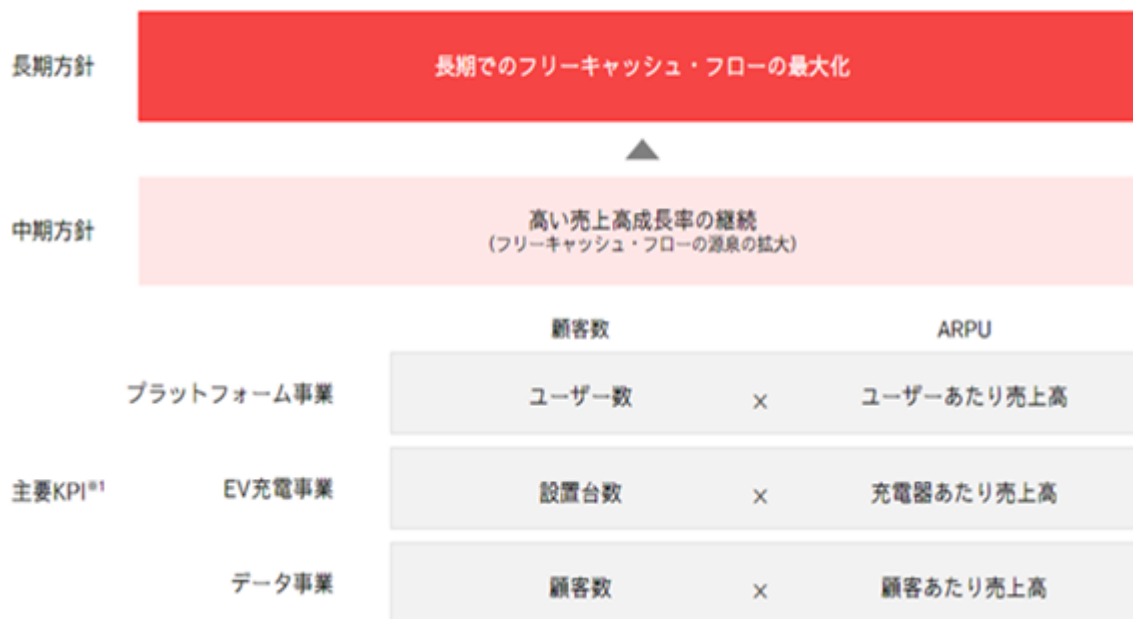 長期方針
長期でのフリーキャッシュ・フローの最大化
中期方針
高い売上高成長率の継続
(フリーキャッシュ・フローの源泉の拡大)
顧客数 ARPU
プラットフォーム事業 ユーザー数 × ユーザーあたり売上高
主要KPI※1 EV充電事業 設置台数 × 充電器あたり売上高
データ事業 顧客数 × 顧客あたり売上高